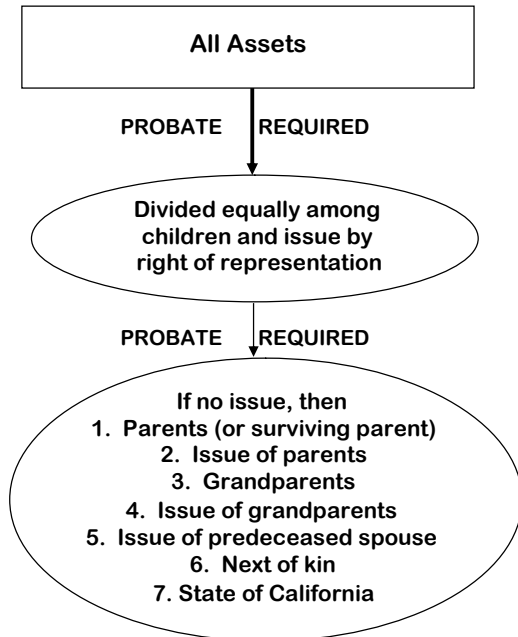 All Assets
PROBATE REQUIRED
Divided equally among
children and issue by
right of representation
PROBATE REQUIRED
If no issue, then
1. Parents (or surviving parent)
2. Issue of parents
3. Grandparents
4. Issue of grandparents
5. Issue of predeceased spouse
6. Next of kin
7. State of California